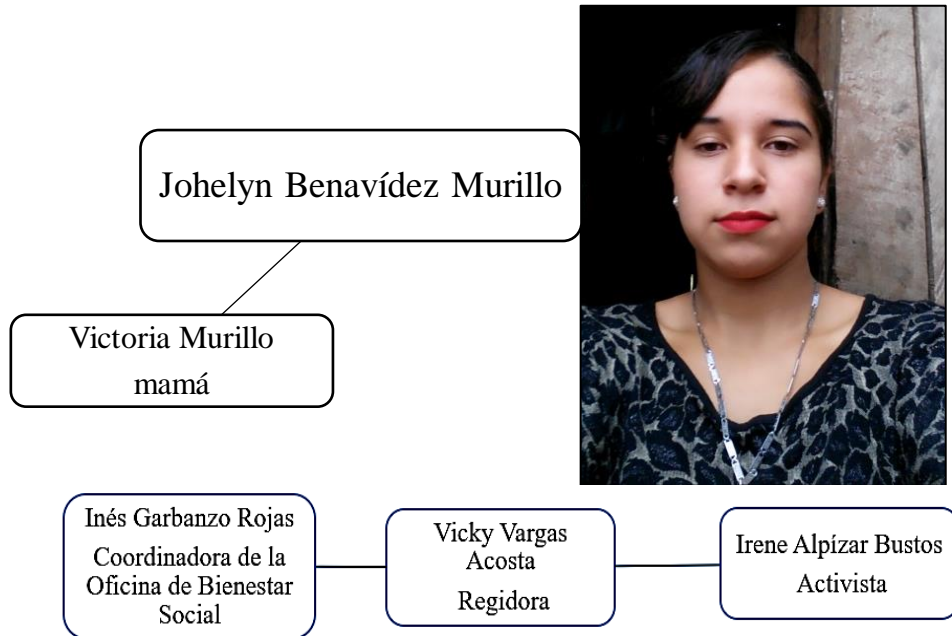 Johelyn Benavídez Murillo
Victoria Murillo
mamá
Inés Garbanzo Rojas
Coordinadora de la
Oficina de Bienestar
Social
Vicky Vargas
Acosta
Regidora
Irene Alpízar Bustos
Activista